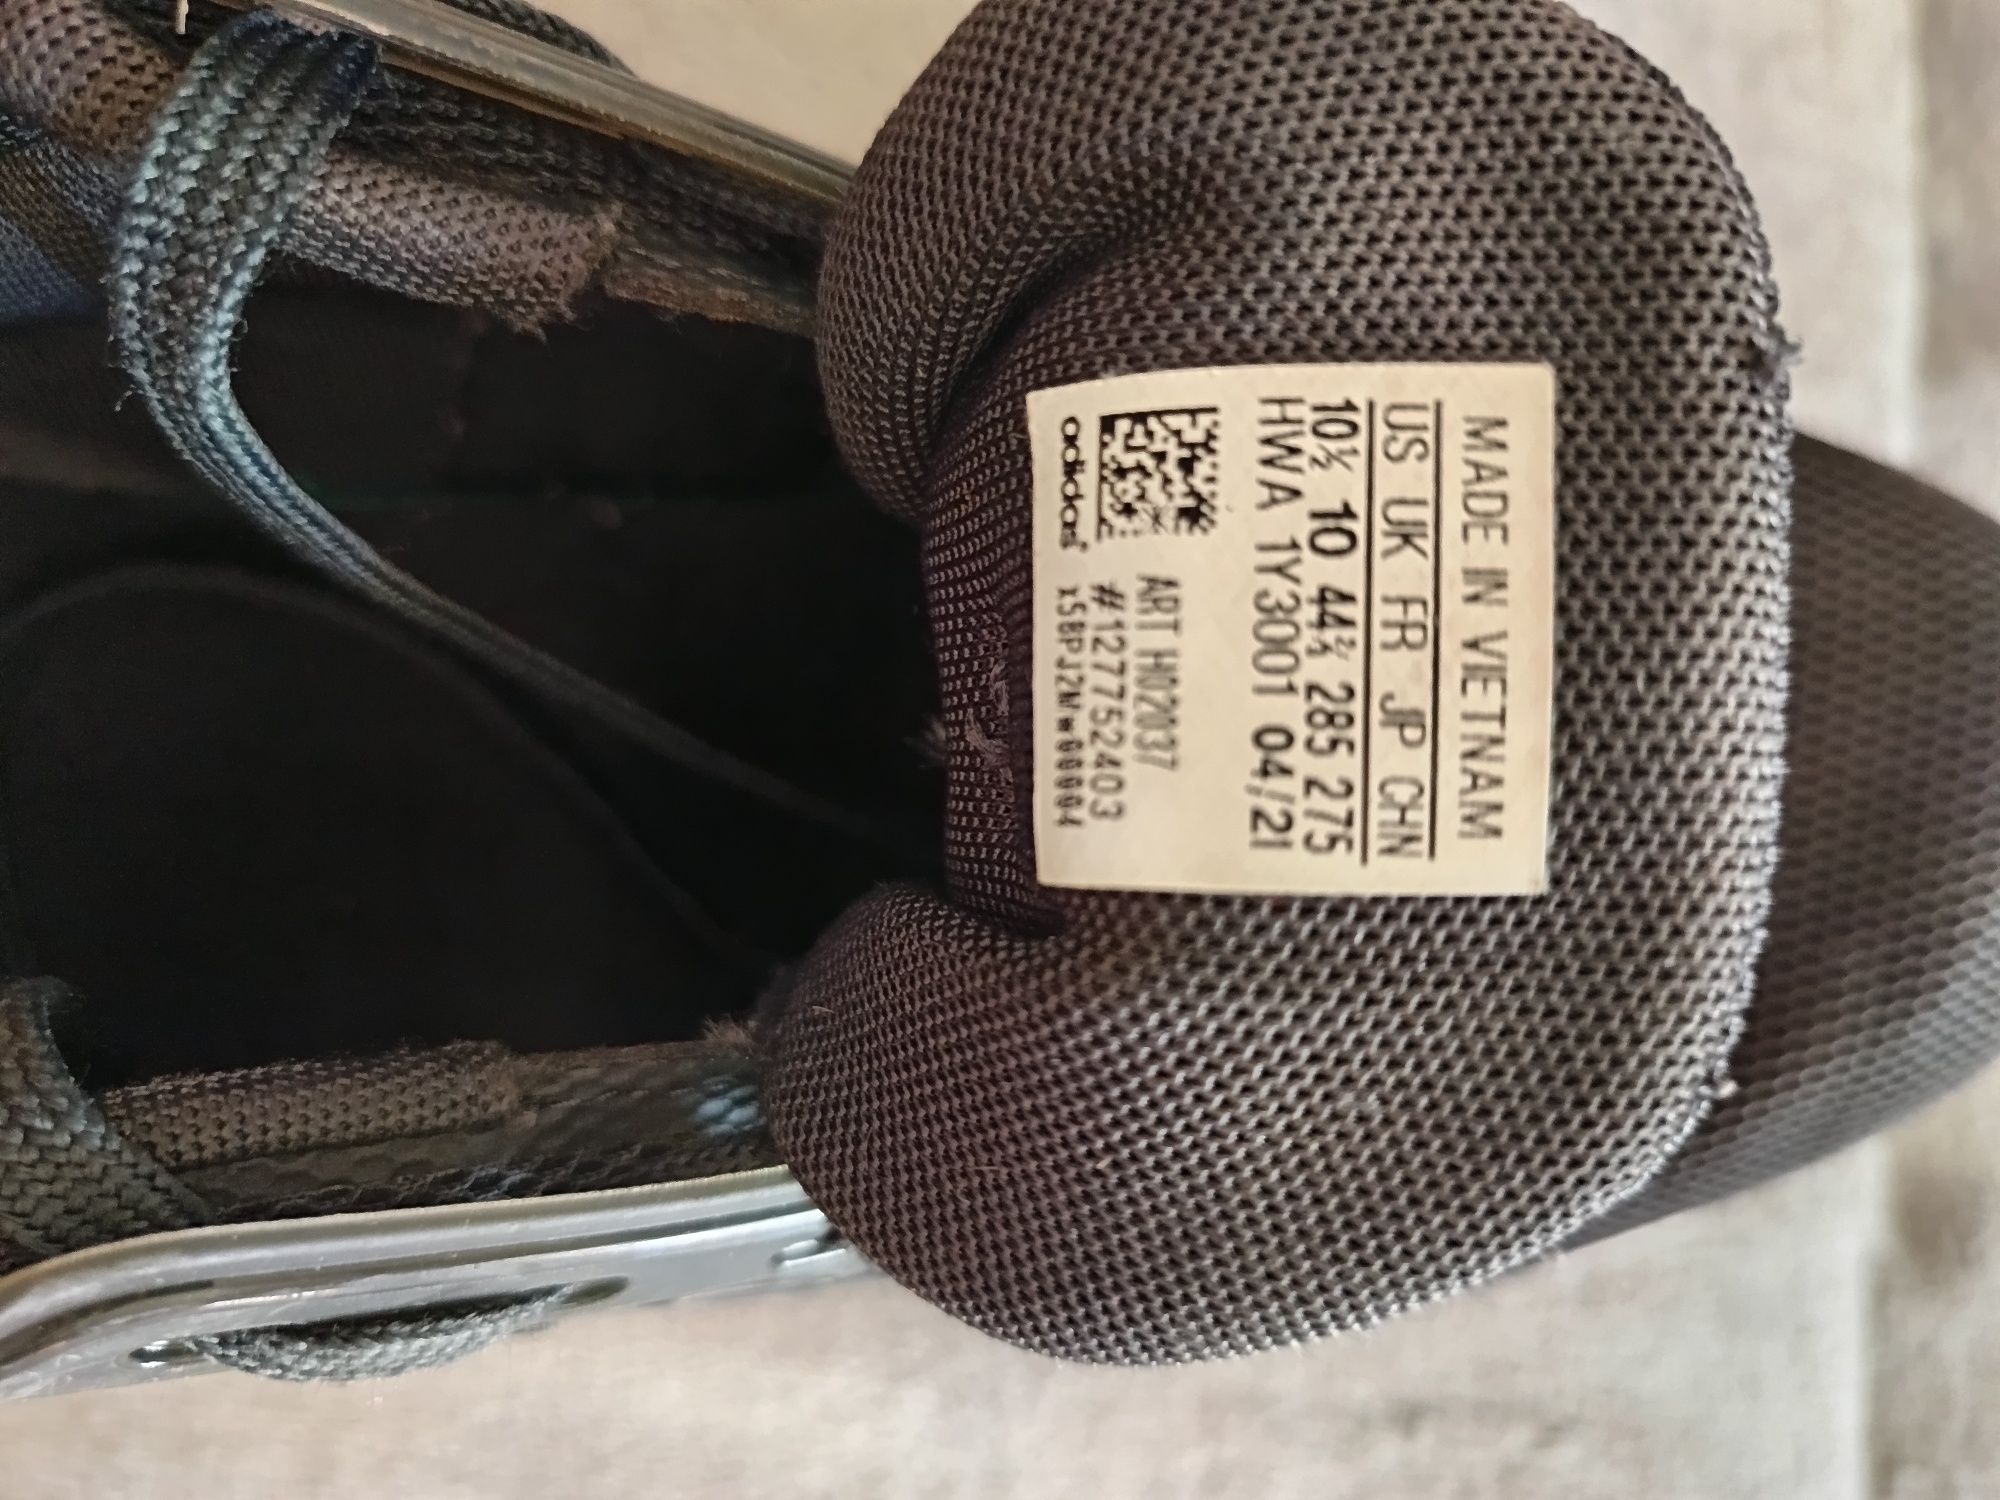 MADE IN VIETNAM
US UK FR JP CHN
10½ 10 44⅔ 285 275
HWA 1Y3001 04/21
ART H02037
#127752403
adidas